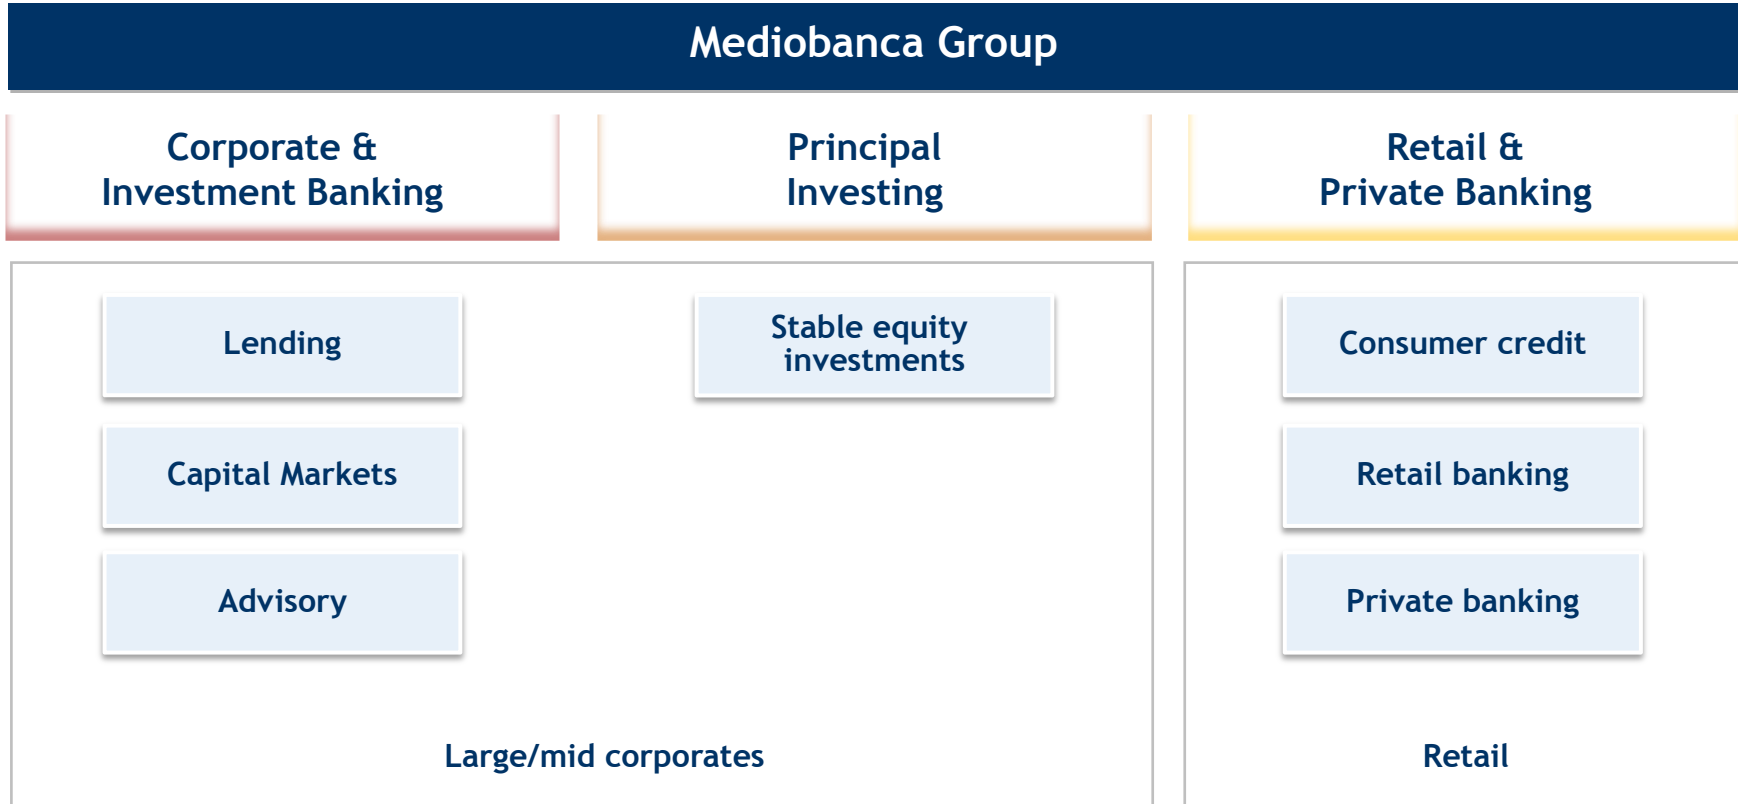 Mediobanca Group
Corporate &
Investment Banking
Principal
Investing
Retail &
Private Banking
Lending
Capital Markets
Advisory
Stable equity
investments
Consumer credit
Retail banking
Private banking
Large/mid corporates
Retail